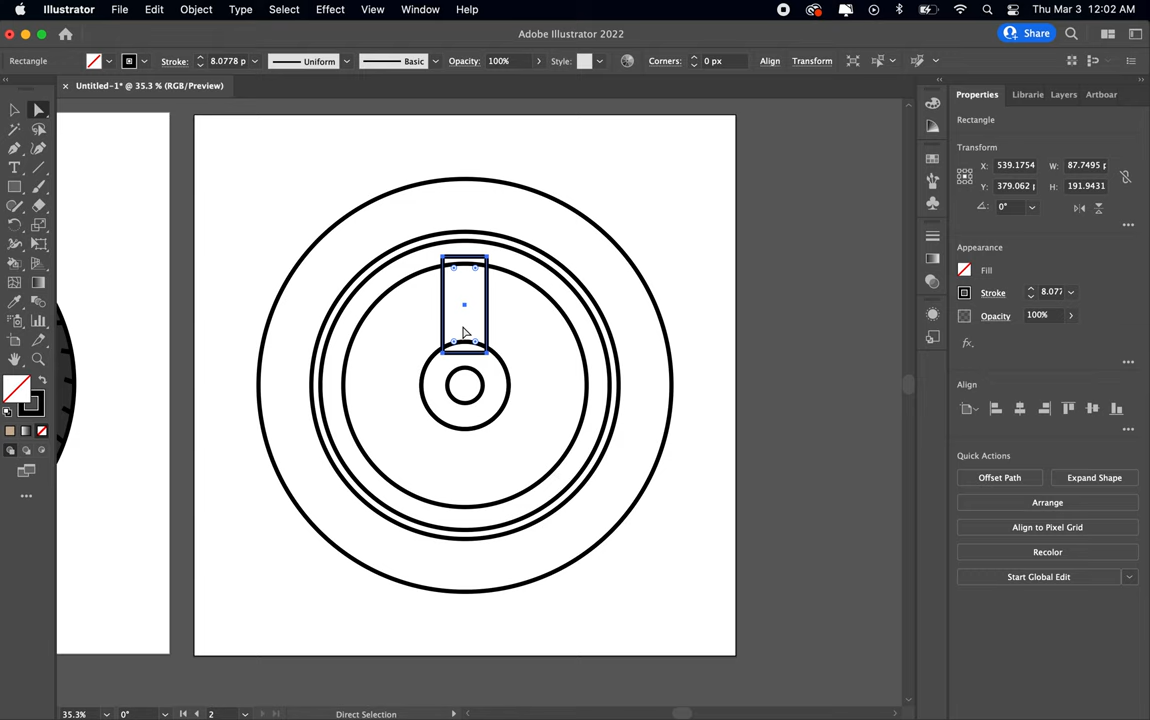 Illustrator File Edit Object Type Select Effect View Window Help Thu Mar 3 12:02 AM
Adobe Illustrator 2022 Share
Rectangle Stroke: 8.0778 p Uniform Basic Opacity: 100% Style: Corners: 0 px Align Transform
Untitled-1* @ 35.3 % (RGB/Preview)
Properties Librarie Layers Artboar
Rectangle
Transform
X: 539.1754 W: 87.7495 p
Y: 379.062 p H: 191.9431
0°
Appearance
Fill
Stroke 8.077
Opacity 100%
fx.
Align
Quick Actions
Offset Path Expand Shape
Arrange
Align to Pixel Grid
Recolor
Start Global Edit
35.3% 0° 2 Direct Selection